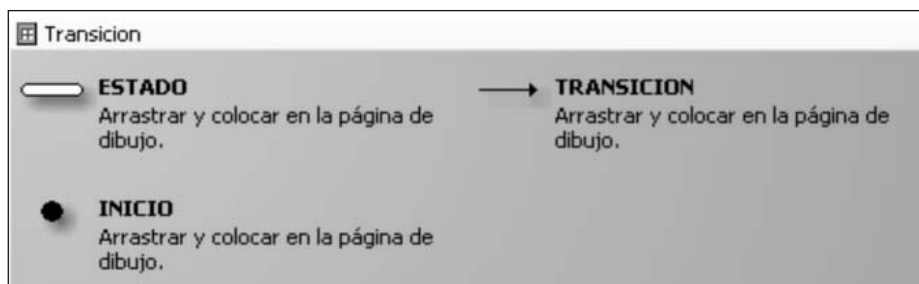 Transicion
ESTADO
Arrastrar y colocar en la página de
dibujo.
TRANSICION
Arrastrar y colocar en la página de
dibujo.
INICIO
Arrastrar y colocar en la página de
dibujo.